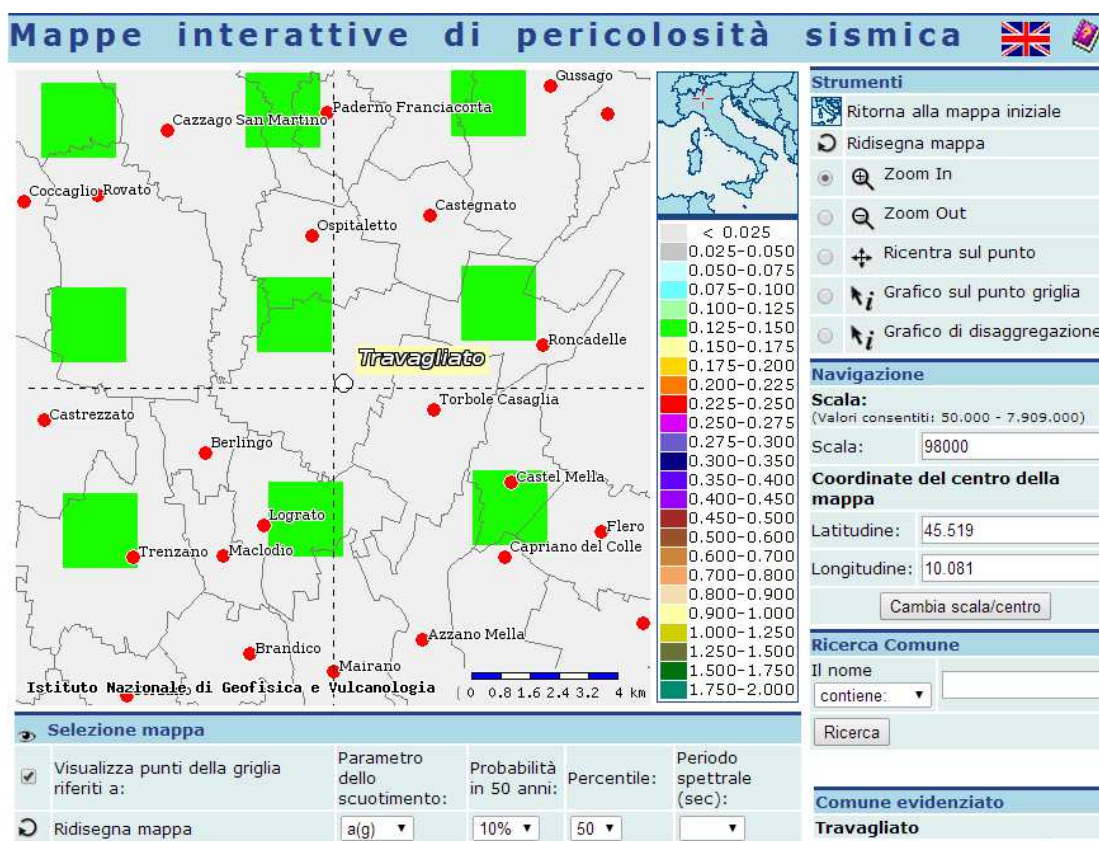 Mappe interattive di pericolosità sismica
Gussago
Paderno Franciacorta
Cazzago San Martino
Coccaglio
Rovato
Castegnato
Ospitaletto
Roncadelle
Travagliato
Torbole Casaglia
Castrezzato
Berlingo
Castel Mella
Lograto
Flero
Trenzano
Maclodio
Capriano del Colle
Azzano Mella
Brandico
Mairano
Istituto Nazionale di Geofisica e Vulcanologia
0 0.8 1.6 2.4 3.2 4 km
< 0.025
0.025-0.050
0.050-0.075
0.075-0.100
0.100-0.125
0.125-0.150
0.150-0.175
0.175-0.200
0.200-0.225
0.225-0.250
0.250-0.275
0.275-0.300
0.300-0.350
0.350-0.400
0.400-0.450
0.450-0.500
0.500-0.600
0.600-0.700
0.700-0.800
0.800-0.900
0.900-1.000
1.000-1.250
1.250-1.500
1.500-1.750
1.750-2.000
Strumenti
Ritorna alla mappa iniziale
Ridisegna mappa
Zoom In
Zoom Out
Ricentra sul punto
Grafico sul punto griglia
Grafico di disaggregazione
Navigazione
Scala:
(Valori consentiti: 50.000 - 7.909.000)
Scala: 98000
Coordinate del centro della
mappa
Latitudine: 45.519
Longitudine: 10.081
Cambia scala/centro
Ricerca Comune
Il nome
contiene:
Ricerca
Comune evidenziato
Travagliato
Selezione mappa
Visualizza punti della griglia
riferiti a:
Parametro
dello
scuotimento:
Probabilità
in 50 anni:
Percentile:
Periodo
spettrale
(sec):
Ridisegna mappa
a(g) 10% 50